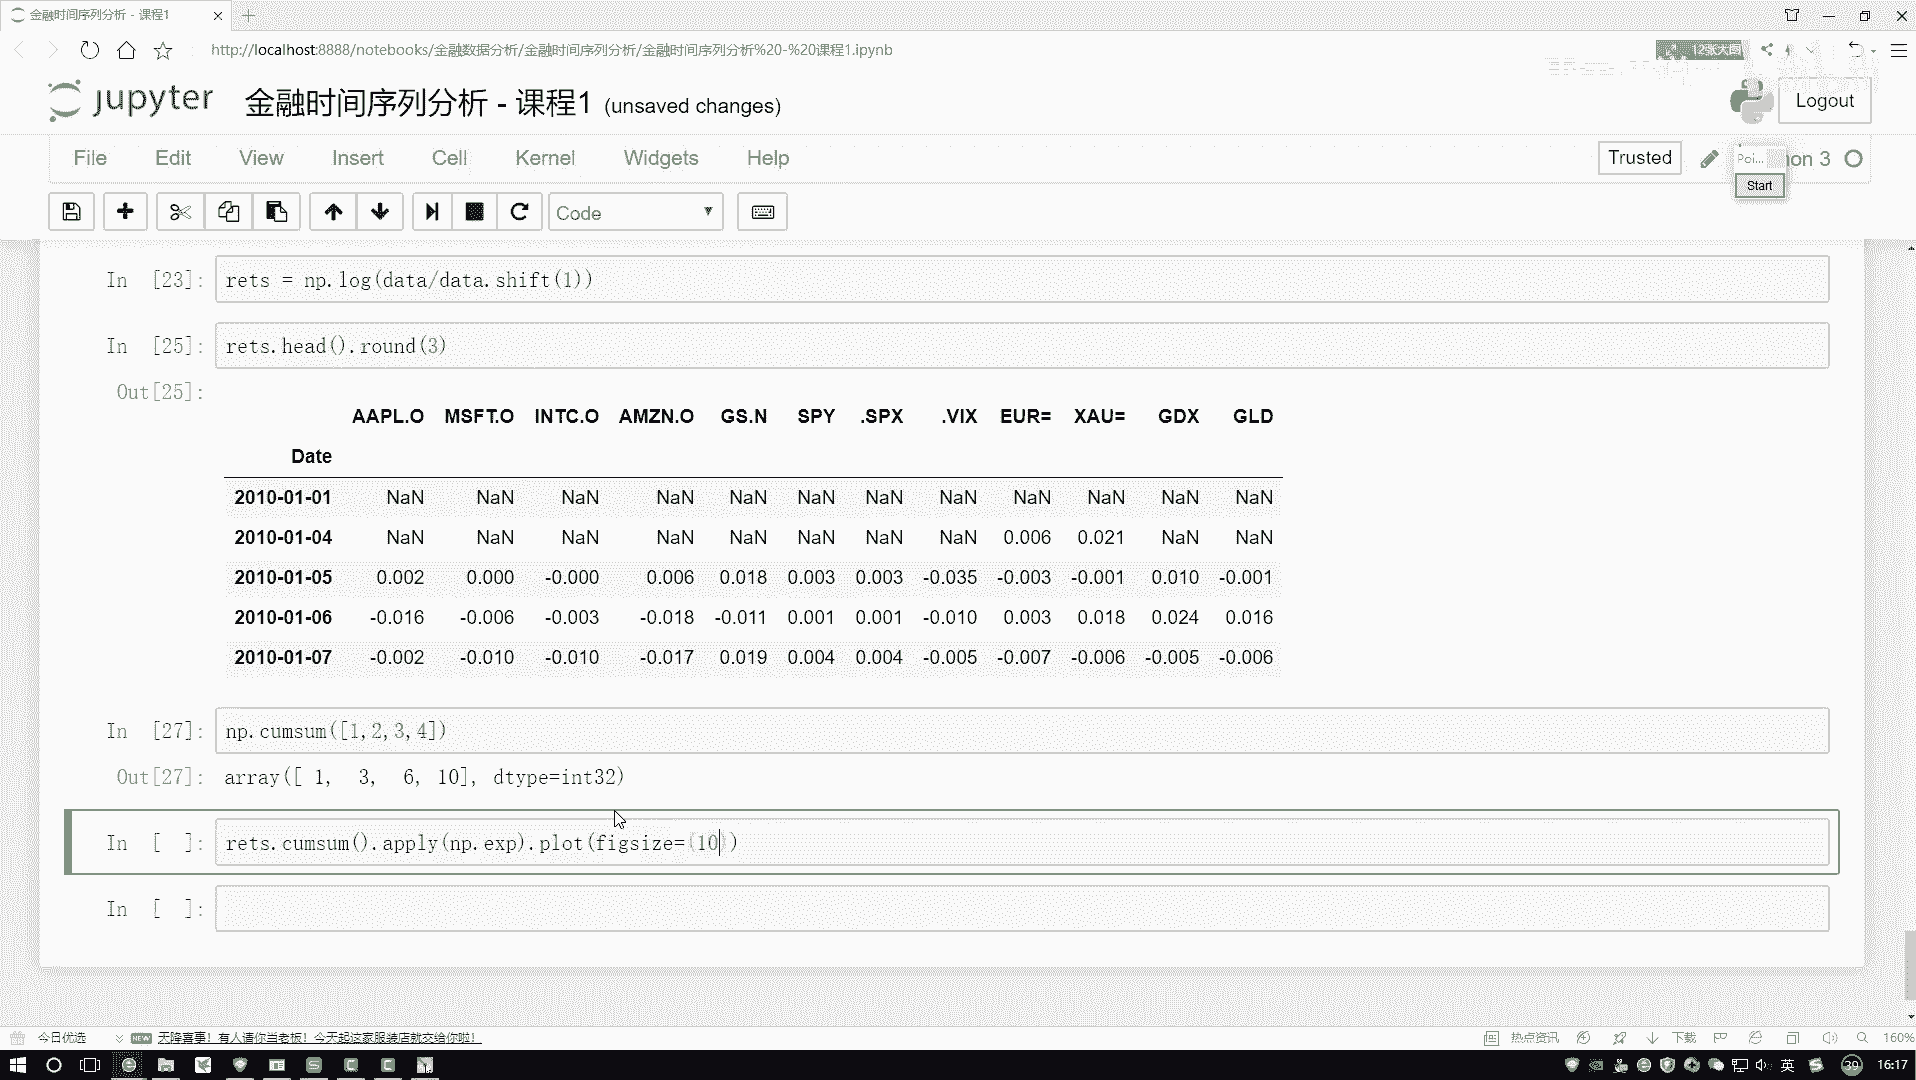 金融时间序列分析 - 课程1
http://localhost:8888/notebooks/金融数据分析/金融时间序列分析/金融时间序列分析%20-%20课程1.ipynb
12张大图
jupyter 金融时间序列分析 - 课程1 (unsaved changes)
Logout
File Edit View Insert Cell Kernel Widgets Help
Trusted
Poi... on 3
Start
Code
In [23]: rets = np.log(data/data.shift(1))
In [25]: rets.head().round(3)
Out[25]:
AAPL.O MSFT.O INTC.O AMZN.O GS.N SPY .SPX .VIX EUR= XAU= GDX GLD
Date
2010-01-01 NaN NaN NaN NaN NaN NaN NaN NaN NaN NaN NaN NaN
2010-01-04 NaN NaN NaN NaN NaN NaN NaN NaN 0.006 0.021 NaN NaN
2010-01-05 0.002 0.000 -0.000 0.006 0.018 0.003 0.003 -0.035 -0.003 -0.001 0.010 -0.001
2010-01-06 -0.016 -0.006 -0.003 -0.018 -0.011 0.001 0.001 -0.010 0.003 0.018 0.024 0.016
2010-01-07 -0.002 -0.010 -0.010 -0.017 0.019 0.004 0.004 -0.005 -0.007 -0.006 -0.005 -0.006
In [27]: np.cumsum([1,2,3,4])
Out[27]: array([ 1, 3, 6, 10], dtype=int32)
In [ ]: rets.cumsum().apply(np.exp).plot(figsize=(10))
In [ ]:
今日优选 NEW 天降喜事！有人请你当老板！今天起这家服装店就交给你啦！
热点资讯 下载 160%
英 39 16:17